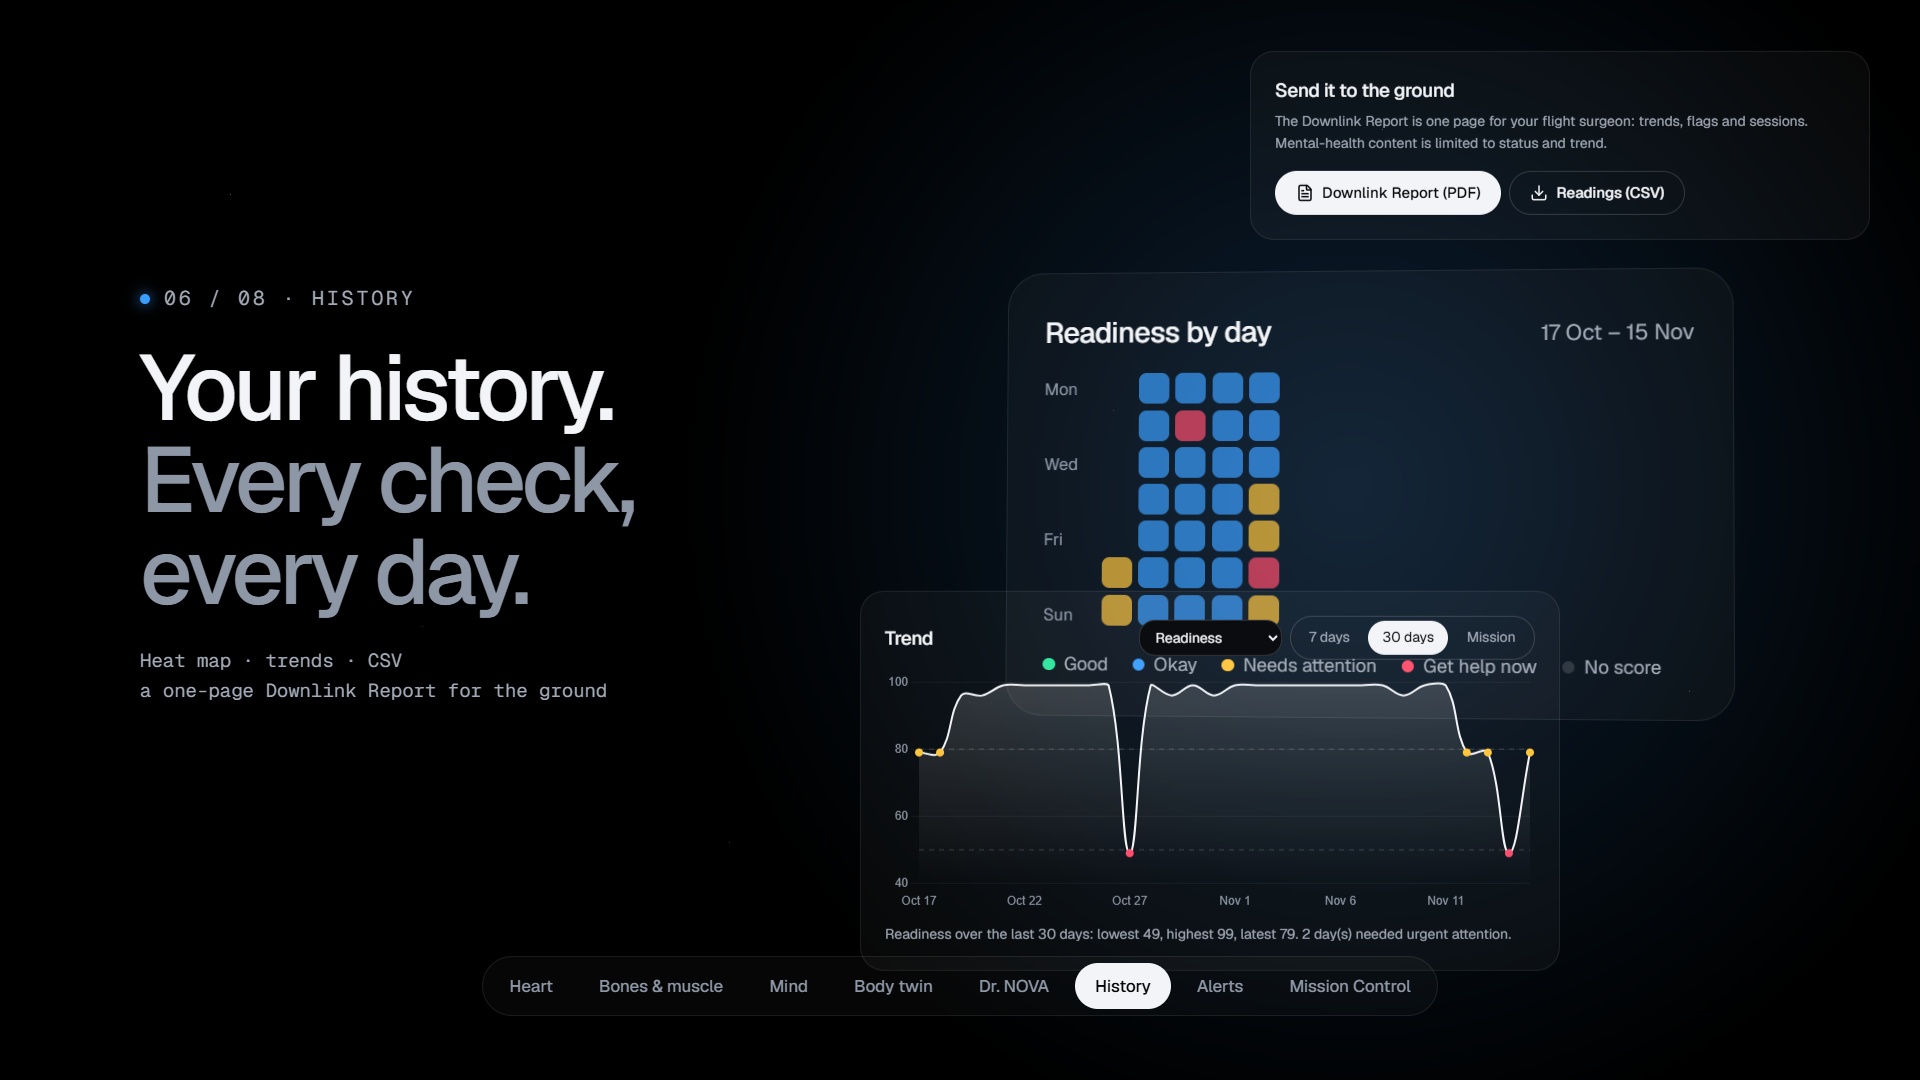 06 / 08 · HISTORY
Your history.
Every check,
every day.
Heat map · trends · CSV
a one-page Downlink Report for the ground
Send it to the ground
The Downlink Report is one page for your flight surgeon: trends, flags and sessions.
Mental-health content is limited to status and trend.
Downlink Report (PDF)
Readings (CSV)
Readiness by day
17 Oct – 15 Nov
Mon
Wed
Fri
Sun
Good
Okay
Needs attention
Get help now
No score
Trend
Readiness
7 days
30 days
Mission
100
80
60
40
Oct 17
Oct 22
Oct 27
Nov 1
Nov 6
Nov 11
Readiness over the last 30 days: lowest 49, highest 99, latest 79. 2 day(s) needed urgent attention.
Heart
Bones & muscle
Mind
Body twin
Dr. NOVA
History
Alerts
Mission Control